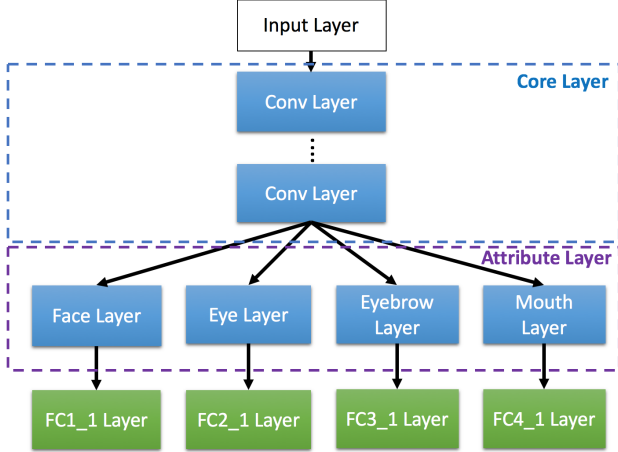 Input Layer
Core Layer
Conv Layer
Conv Layer
Attribute Layer
Face Layer
Eye Layer
Eyebrow
Layer
Mouth
Layer
FC1_1 Layer
FC2_1 Layer
FC3_1 Layer
FC4_1 Layer